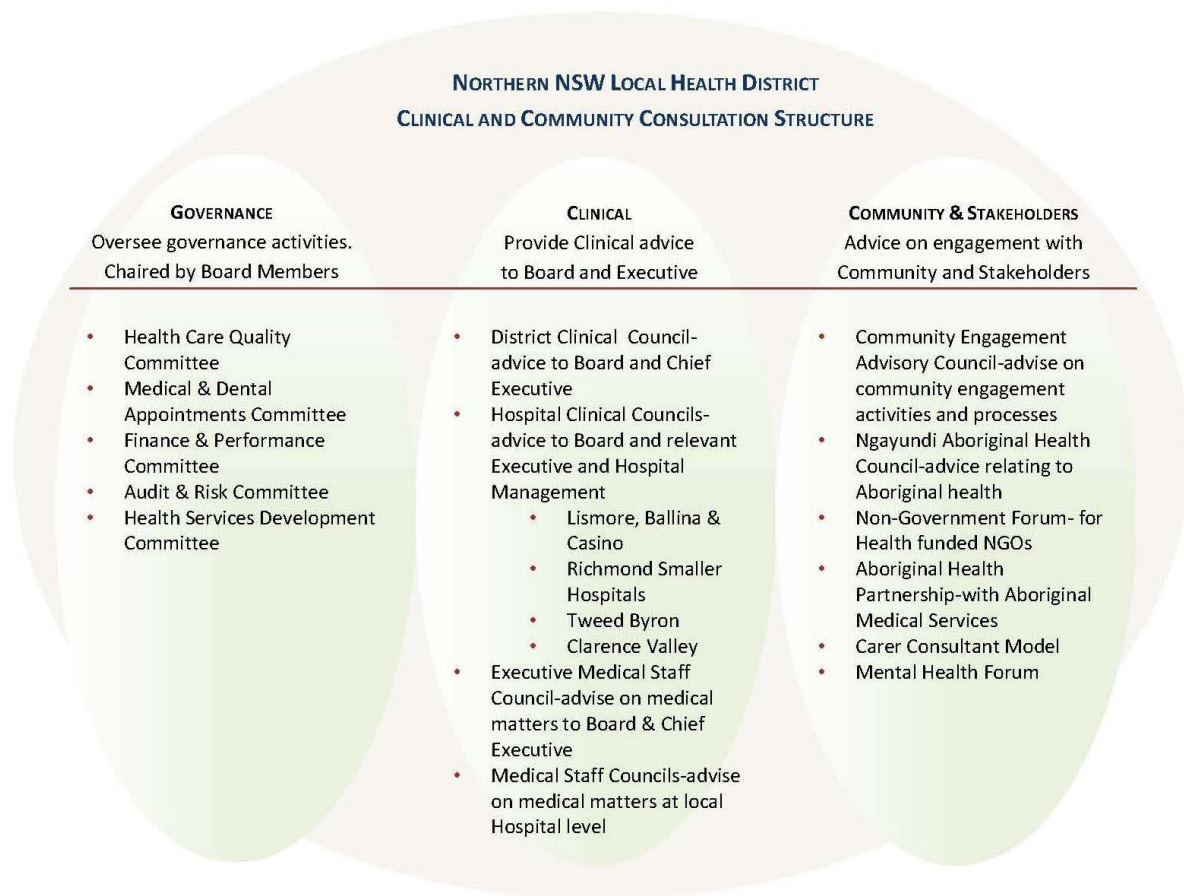 NORTHERN NSW LOCAL HEALTH DISTRICT
CLINICAL AND COMMUNITY CONSULTATION STRUCTURE
GOVERNANCE
Oversee governance activities.
Chaired by Board Members
• Health Care Quality
Committee
• Medical & Dental
Appointments Committee
• Finance & Performance
Committee
• Audit & Risk Committee
• Health Services Development
Committee
CLINICAL
Provide Clinical advice
to Board and Executive
• District Clinical Council-
advice to Board and Chief
Executive
• Hospital Clinical Councils-
advice to Board and relevant
Executive and Hospital
Management
• Lismore, Ballina &
Casino
• Richmond Smaller
Hospitals
• Tweed Byron
• Clarence Valley
• Executive Medical Staff
Council-advise on medical
matters to Board & Chief
Executive
• Medical Staff Councils-advise
on medical matters at local
Hospital level
COMMUNITY & STAKEHOLDERS
Advice on engagement with
Community and Stakeholders
• Community Engagement
Advisory Council-advise on
community engagement
activities and processes
• Ngayundi Aboriginal Health
Council-advice relating to
Aboriginal health
• Non-Government Forum- for
Health funded NGOs
• Aboriginal Health
Partnership-with Aboriginal
Medical Services
• Carer Consultant Model
• Mental Health Forum